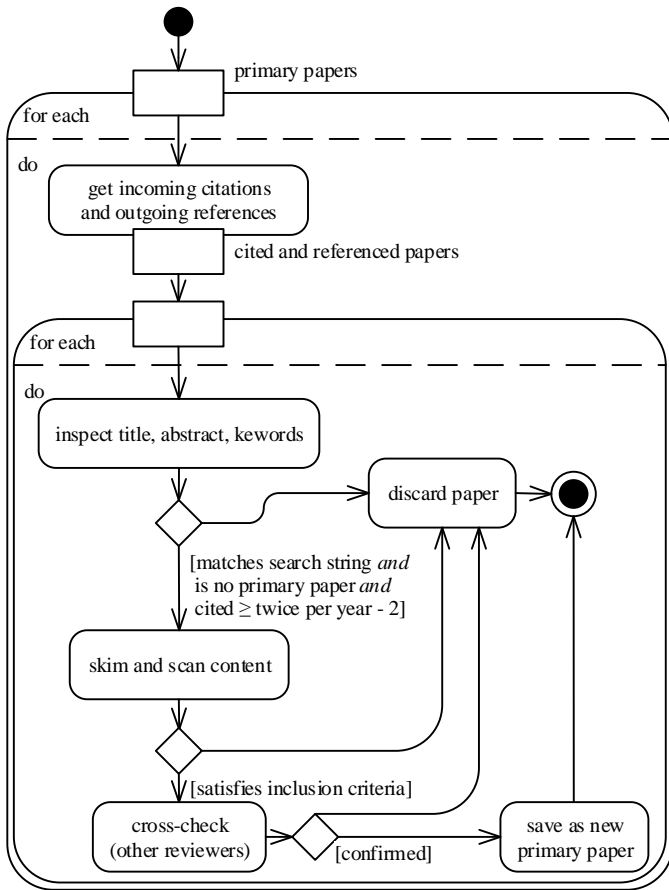 primary papers
for each
do
get incoming citations
and outgoing references
cited and referenced papers
for each
do
inspect title, abstract, kewords
discard paper
[matches search string and
is no primary paper and
cited ≥ twice per year - 2]
skim and scan content
[satisfies inclusion criteria]
cross-check
(other reviewers)
[confirmed]
save as new
primary paper